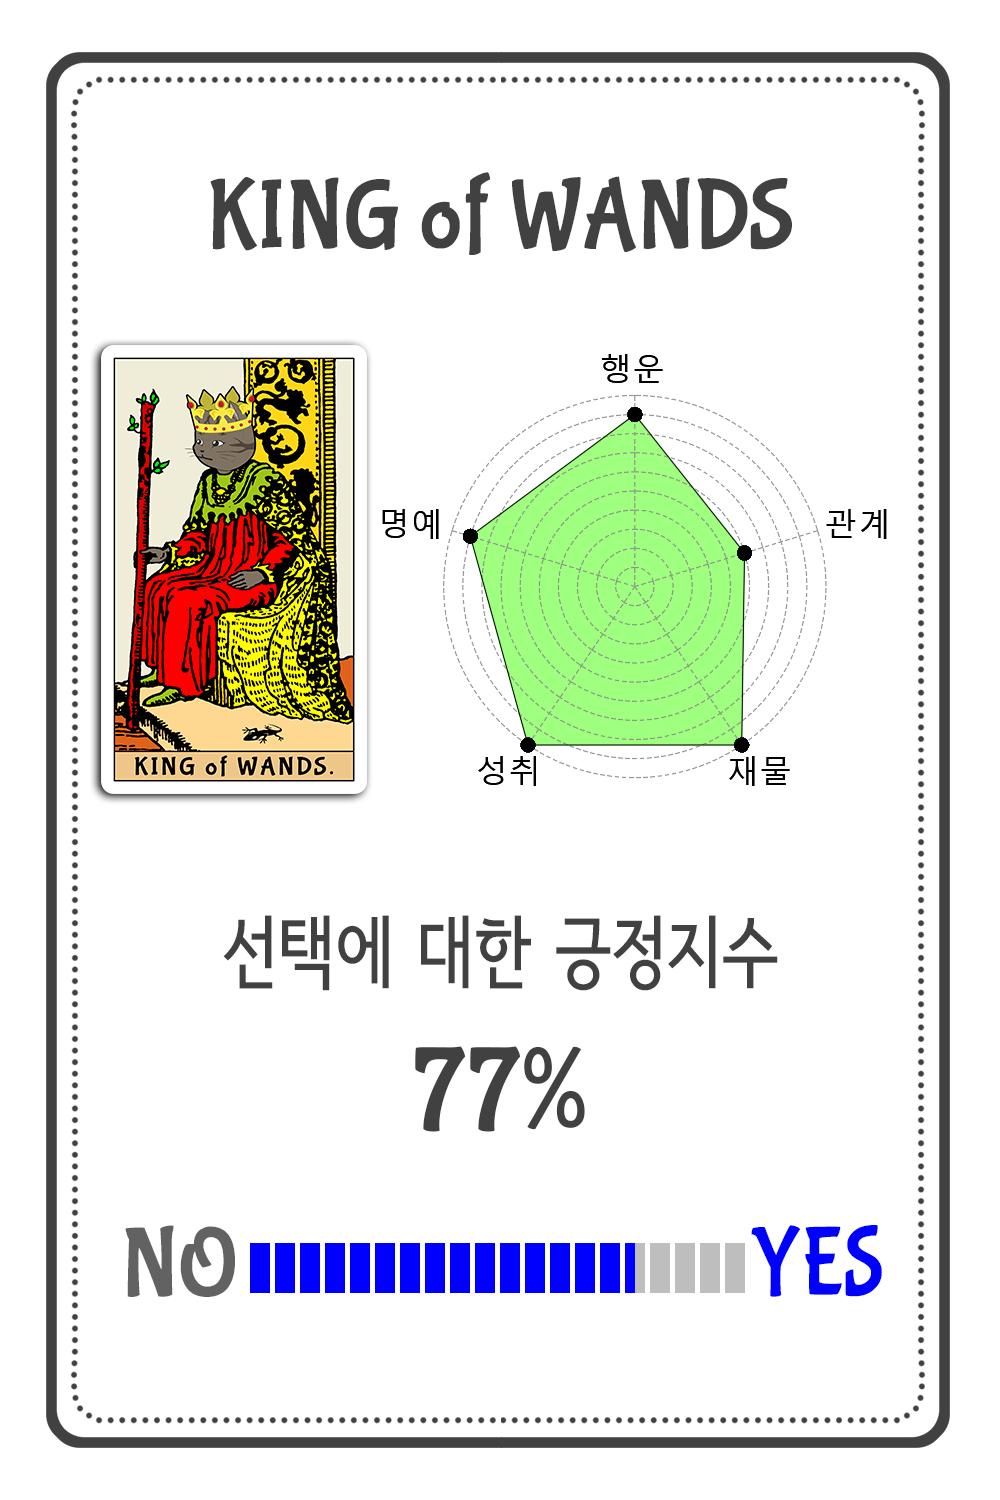 KING of WANDS
행운
명예
관계
성취
재물
KING of WANDS.
선택에 대한 긍정지수
77%
NO
YES